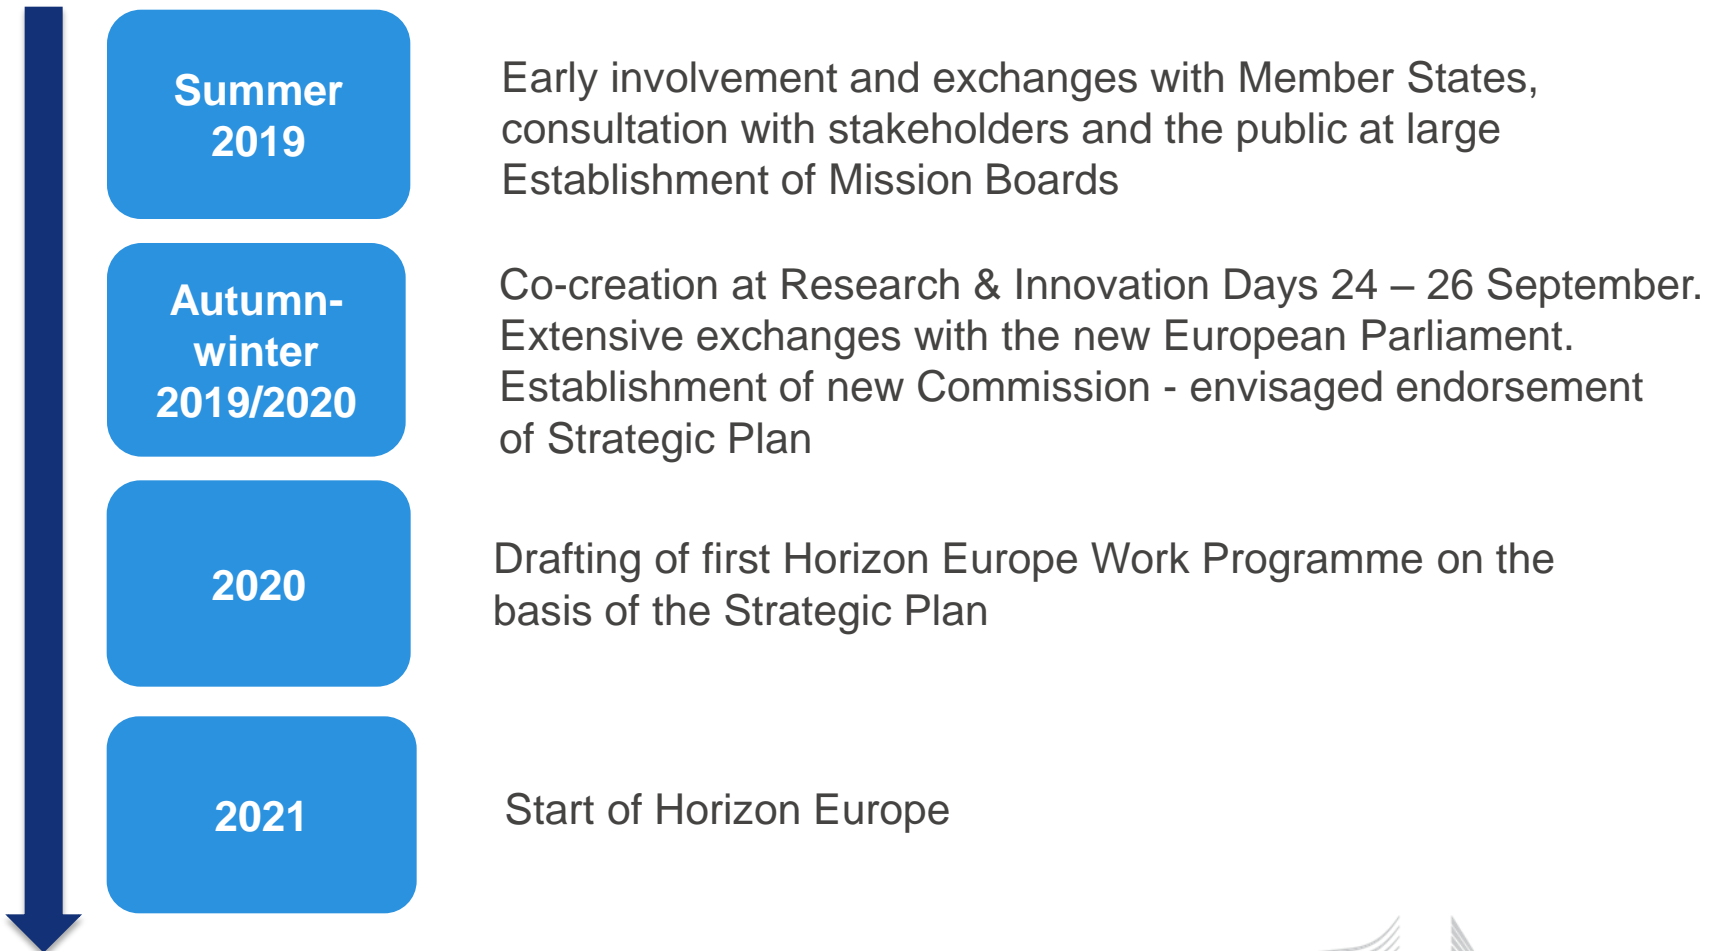 Summer
2019
Early involvement and exchanges with Member States,
consultation with stakeholders and the public at large
Establishment of Mission Boards
Autumn-
winter
2019/2020
Co-creation at Research & Innovation Days 24 – 26 September.
Extensive exchanges with the new European Parliament.
Establishment of new Commission - envisaged endorsement
of Strategic Plan
2020
Drafting of first Horizon Europe Work Programme on the
basis of the Strategic Plan
2021
Start of Horizon Europe